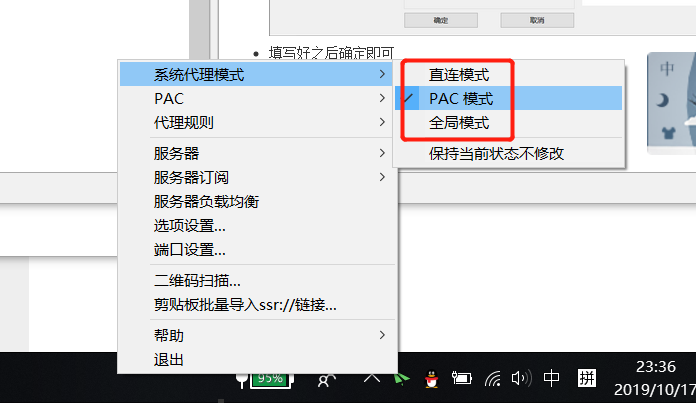 确定 取消
填写好之后确定即可
系统代理模式
PAC
代理规则
服务器
服务器订阅
服务器负载均衡
选项设置...
端口设置...
二维码扫描...
剪贴板批量导入ssr://链接...
帮助
退出
直连模式
PAC 模式
全局模式
保持当前状态不修改
中
95%
中
拼
23:36
2019/10/17